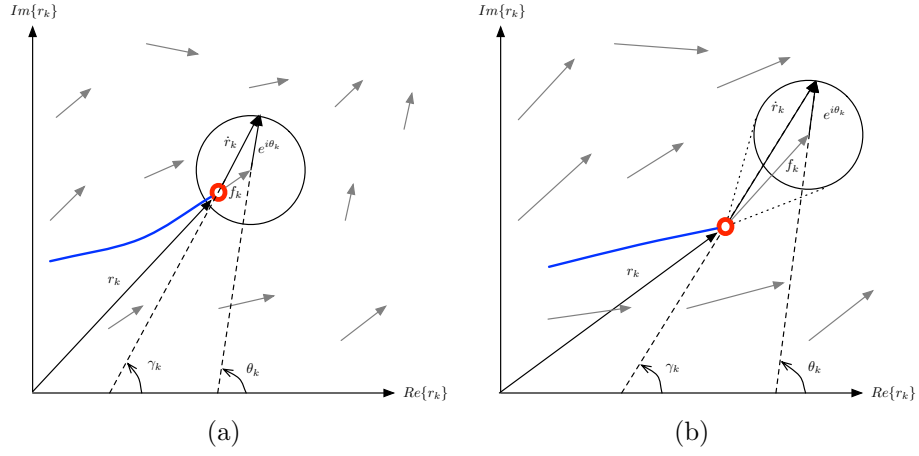 Im{r_k}
ṙ_k
e^{iθ_k}
f_k
r_k
γ_k
θ_k
Re{r_k}
(a)
Im{r_k}
ṙ_k
e^{iθ_k}
f_k
r_k
γ_k
θ_k
Re{r_k}
(b)